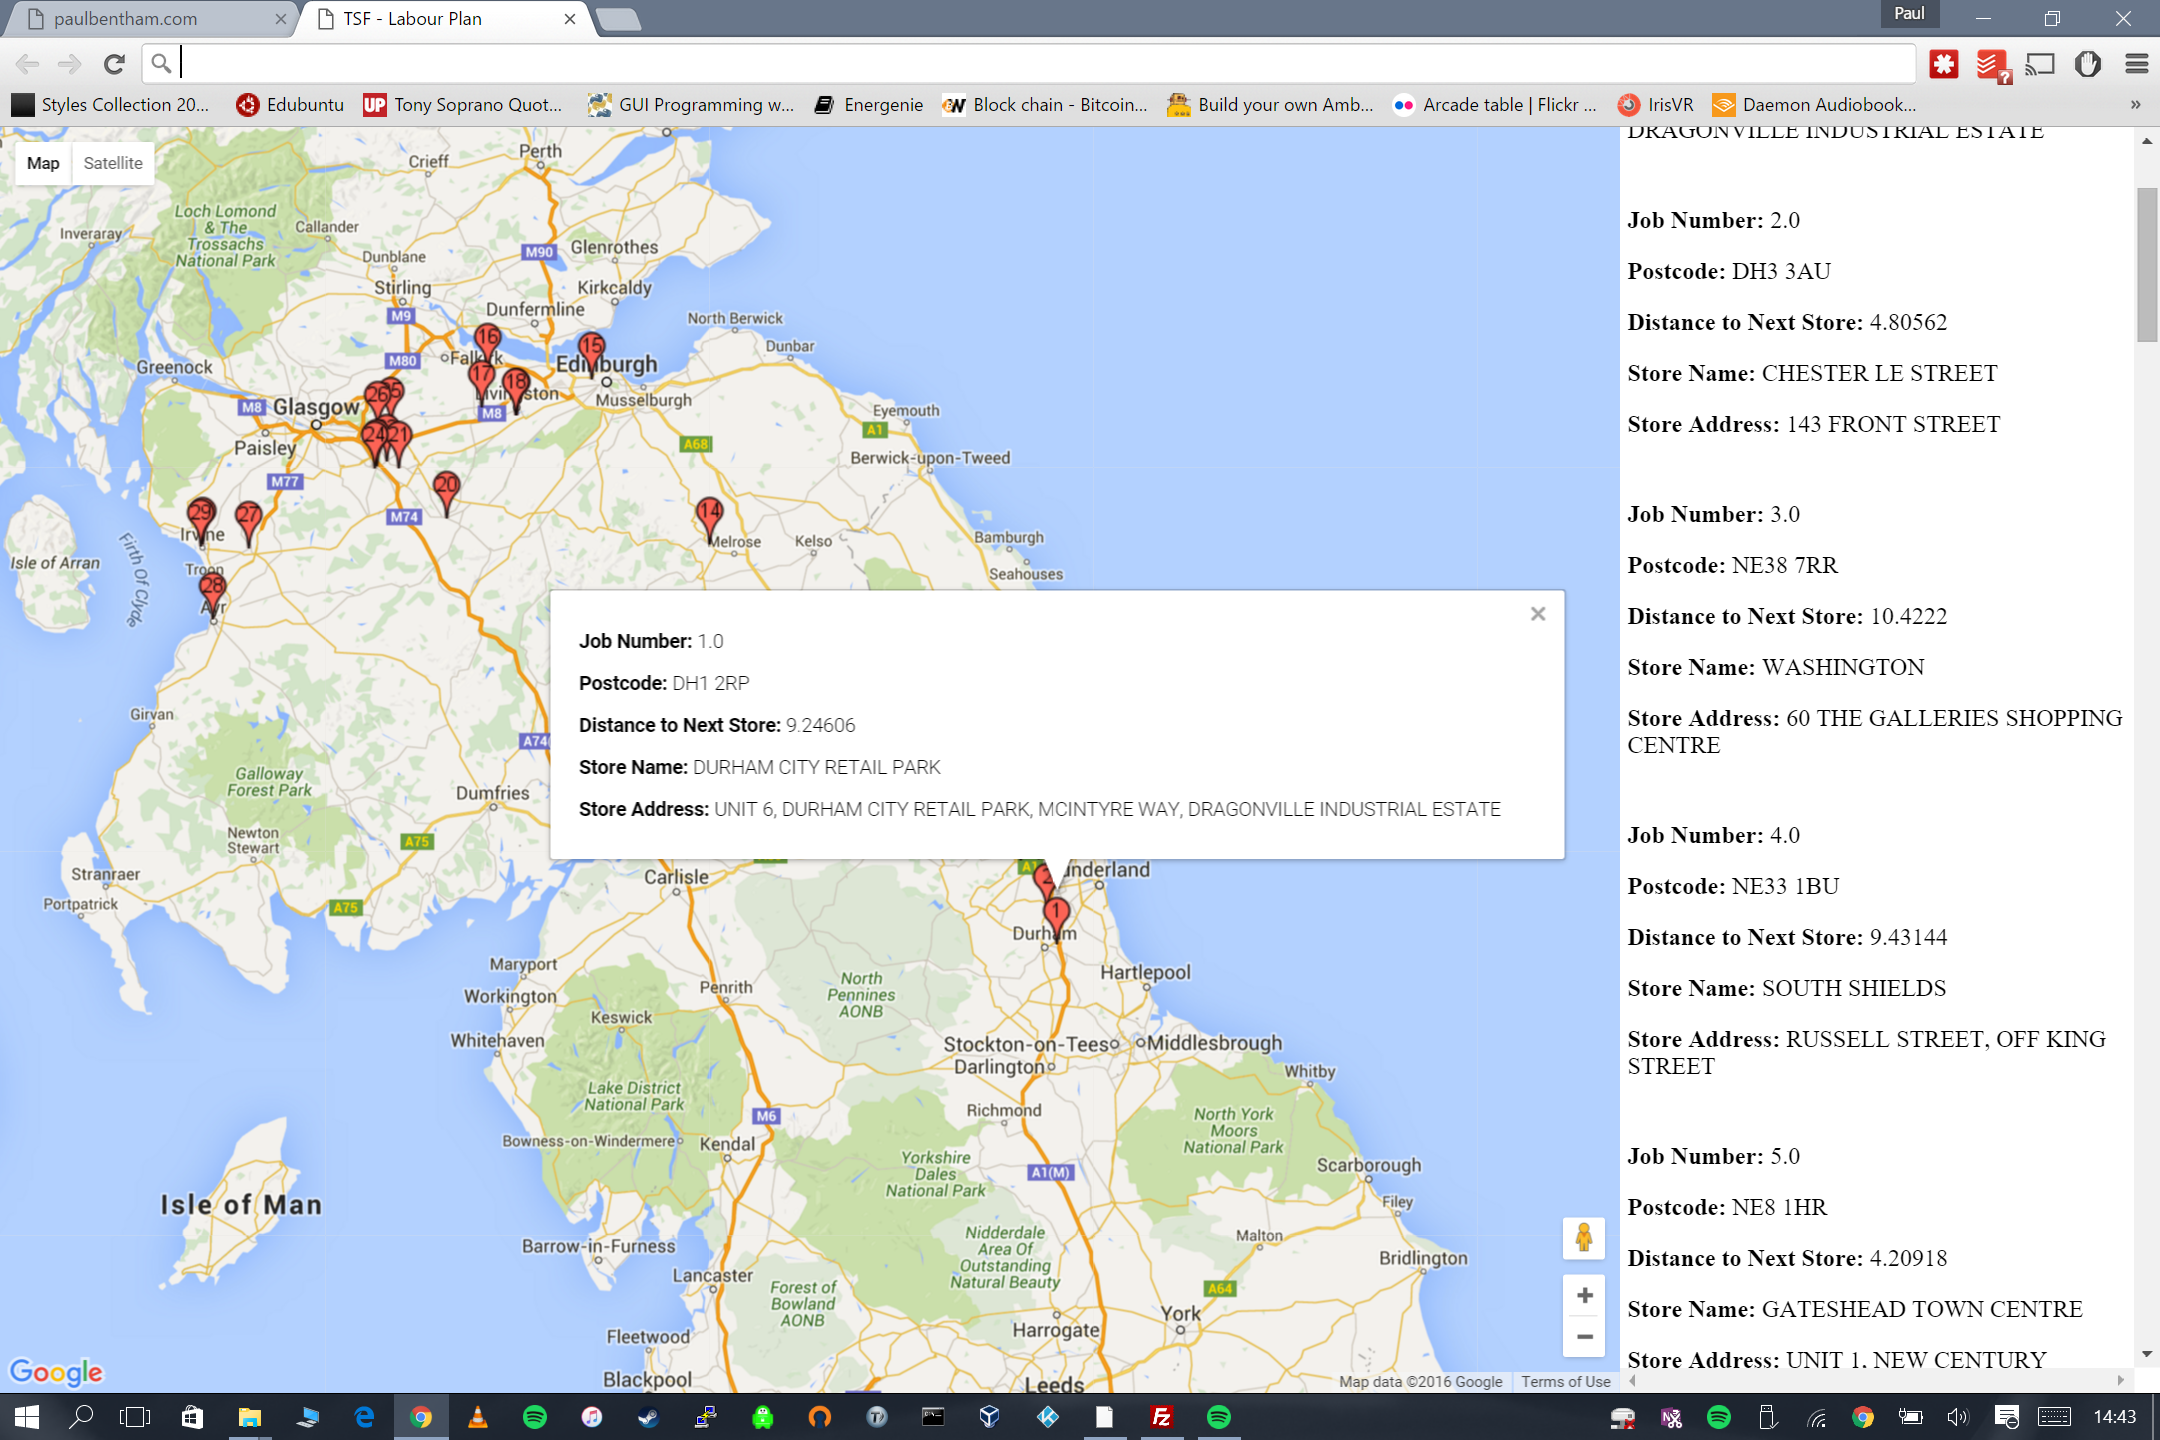 paulbentham.com
TSF - Labour Plan
Paul
Styles Collection 20...
Edubuntu
UP Tony Soprano Quot...
GUI Programming w...
Energenie
Block chain - Bitcoin...
Build your own Amb...
Arcade table | Flickr ...
IrisVR
Daemon Audiobook...
»
Map
Satellite
Perth
Crieff
Loch Lomond
& The
Trossachs
National Park
Callander
Inveraray
Glenrothes
M90
Dunblane
Stirling
Kirkcaldy
Dunfermline
M9
North Berwick
16
15
Dunbar
M80
Falkirk
Edinburgh
Greenock
17
18
Livingston
26
M8
Glasgow
M8
Musselburgh
Eyemouth
24
21
A1
Paisley
A68
Berwick-upon-Tweed
M77
20
29
27
M74
14
Irvine
Melrose
Kelso
Bamburgh
Isle of Arran
Firth Of Clyde
Troon
Seahouses
28
Ayr
Girvan
A74
Galloway
Forest Park
Dumfries
Newton
Stewart
A75
Stranraer
Portpatrick
A75
Carlisle
Job Number: 1.0
Postcode: DH1 2RP
Distance to Next Store: 9.24606
Store Name: DURHAM CITY RETAIL PARK
Store Address: UNIT 6, DURHAM CITY RETAIL PARK, MCINTYRE WAY, DRAGONVILLE INDUSTRIAL ESTATE
2
1
Durham
Maryport
Workington
Penrith
North
Pennines
AONB
Hartlepool
Keswick
Whitehaven
Stockton-on-Tees
Middlesbrough
Darlington
Whitby
Lake District
National Park
Richmond
North York
Moors
National Park
M6
Bowness-on-Windermere
Kendal
Yorkshire
Dales
National Park
A1(M)
Scarborough
Isle of Man
Filey
Nidderdale
Area Of
Outstanding
Natural Beauty
Malton
Barrow-in-Furness
Bridlington
Lancaster
Forest of
Bowland
AONB
A64
York
Fleetwood
Harrogate
Blackpool
Leeds
Google
Map data ©2016 Google
Terms of Use
DRAGONVILLE INDUSTRIAL ESTATE
Job Number: 2.0
Postcode: DH3 3AU
Distance to Next Store: 4.80562
Store Name: CHESTER LE STREET
Store Address: 143 FRONT STREET
Job Number: 3.0
Postcode: NE38 7RR
Distance to Next Store: 10.4222
Store Name: WASHINGTON
Store Address: 60 THE GALLERIES SHOPPING
CENTRE
Job Number: 4.0
Postcode: NE33 1BU
Distance to Next Store: 9.43144
Store Name: SOUTH SHIELDS
Store Address: RUSSELL STREET, OFF KING
STREET
Job Number: 5.0
Postcode: NE8 1HR
Distance to Next Store: 4.20918
Store Name: GATESHEAD TOWN CENTRE
Store Address: UNIT 1, NEW CENTURY
14:43